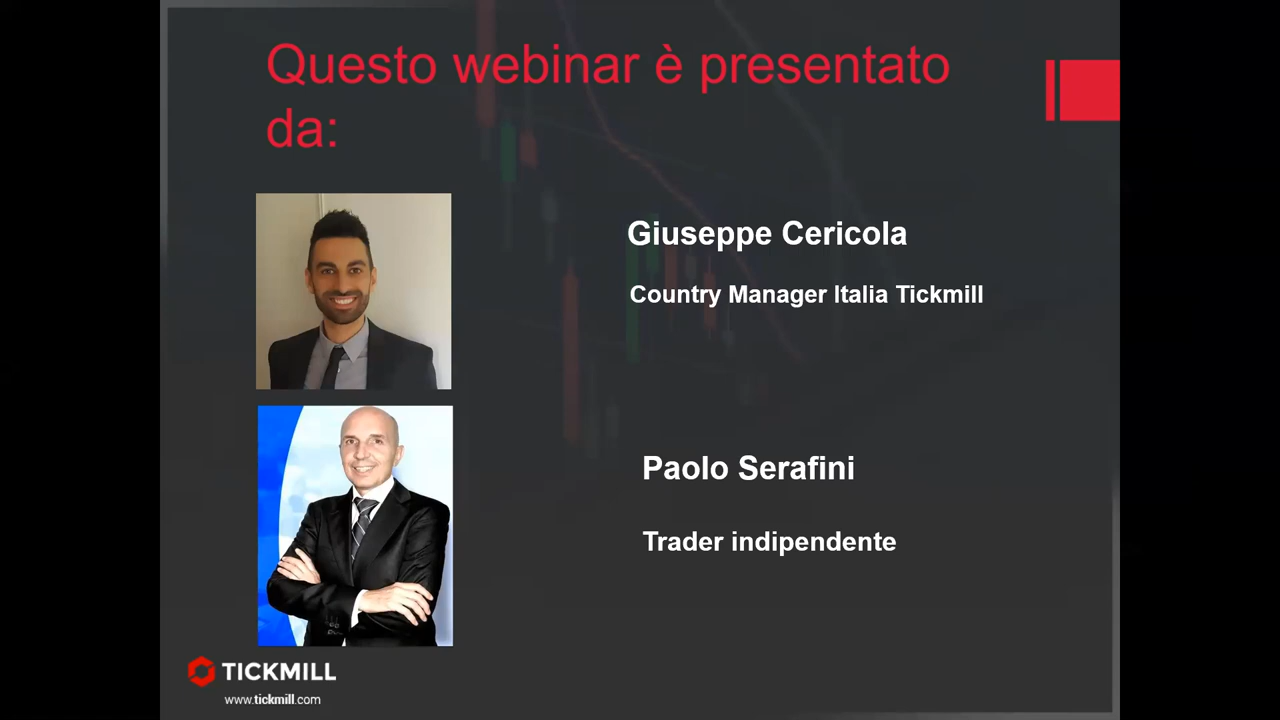 Questo webinar è presentato
da:
Giuseppe Cericola
Country Manager Italia Tickmill
Paolo Serafini
Trader indipendente
TICKMILL
www.tickmill.com